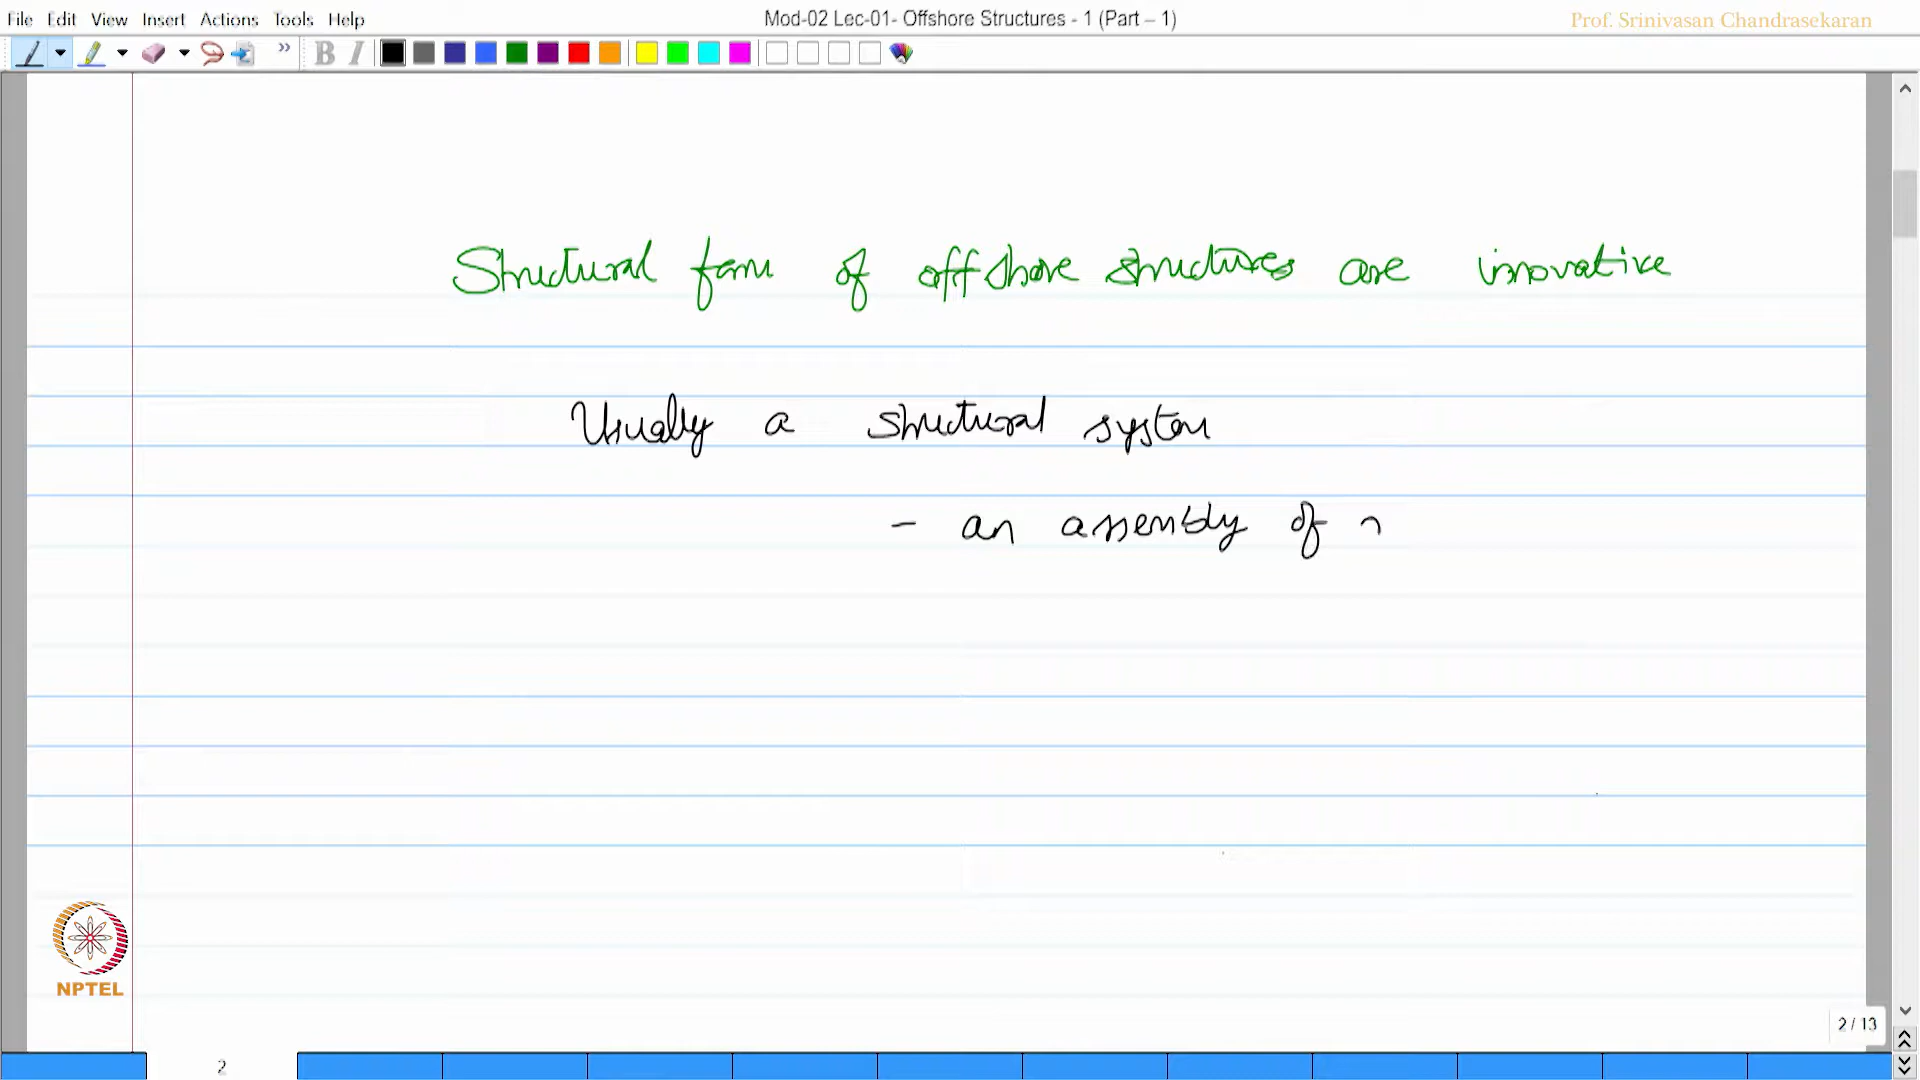 File Edit View Insert Actions Tools Help
Mod-02 Lec-01- Offshore Structures - 1 (Part – 1)
Prof. Srinivasan Chandrasekaran
B I
Structural form of offshore structures are innovative
Usually a structural system
- an assembly of
NPTEL
2 / 13
2